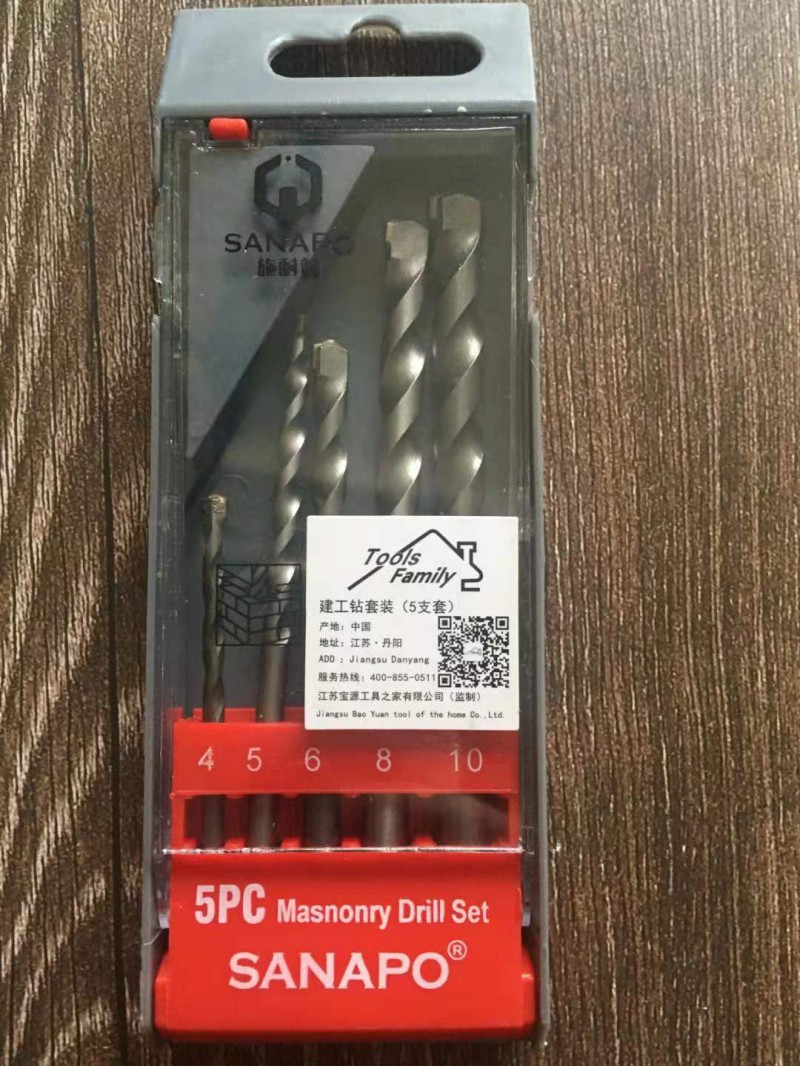 SANAPO
施耐普
Tools
Family
建工钻套装（5支套）
产地：中国
地址：江苏·丹阳
ADD : Jiangsu Danyang
服务热线：400-855-0511
江苏宝源工具之家有限公司（监制）
Jiangsu Bao Yuan tool of the home Co.,Ltd.
4 5 6 8 10
5PC Masnonry Drill Set
SANAPO®